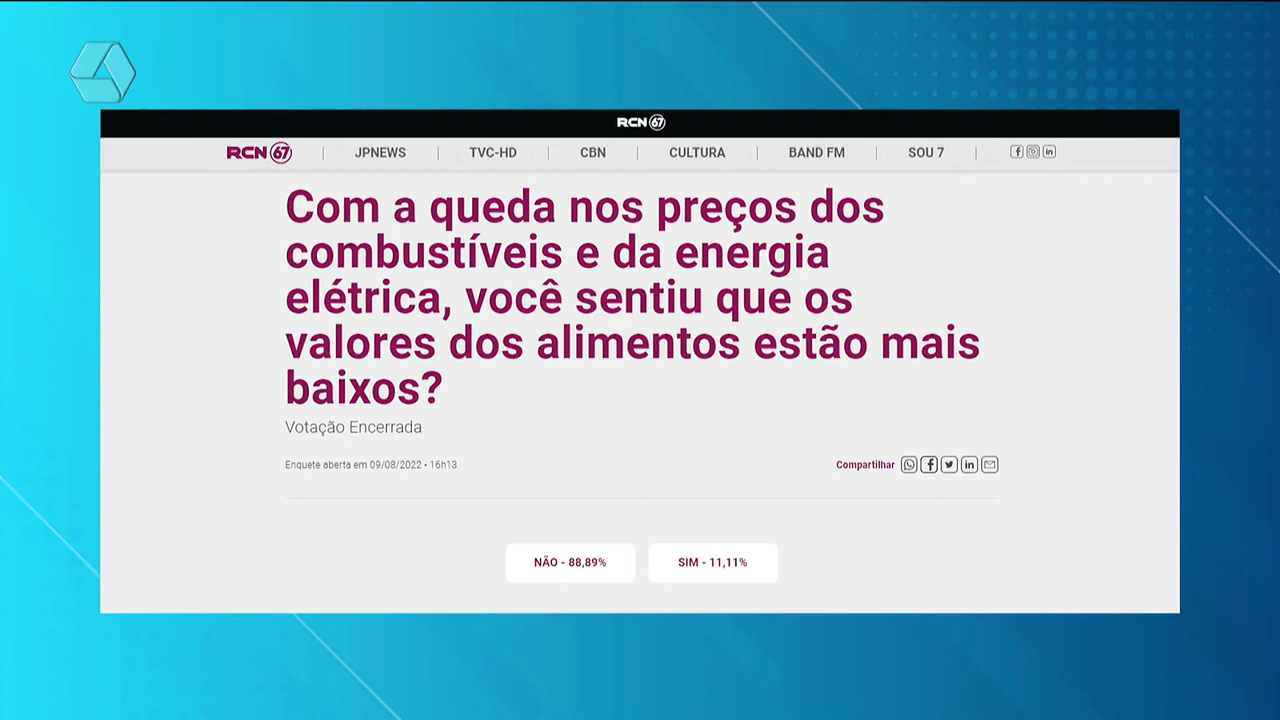 RCN 67
RCN 67 JPNEWS TVC-HD CBN CULTURA BAND FM SOU 7
Com a queda nos preços dos
combustíveis e da energia
elétrica, você sentiu que os
valores dos alimentos estão mais
baixos?
Votação Encerrada
Enquete aberta em 09/08/2022 • 16h13 Compartilhar
NÃO - 88,89% SIM - 11,11%